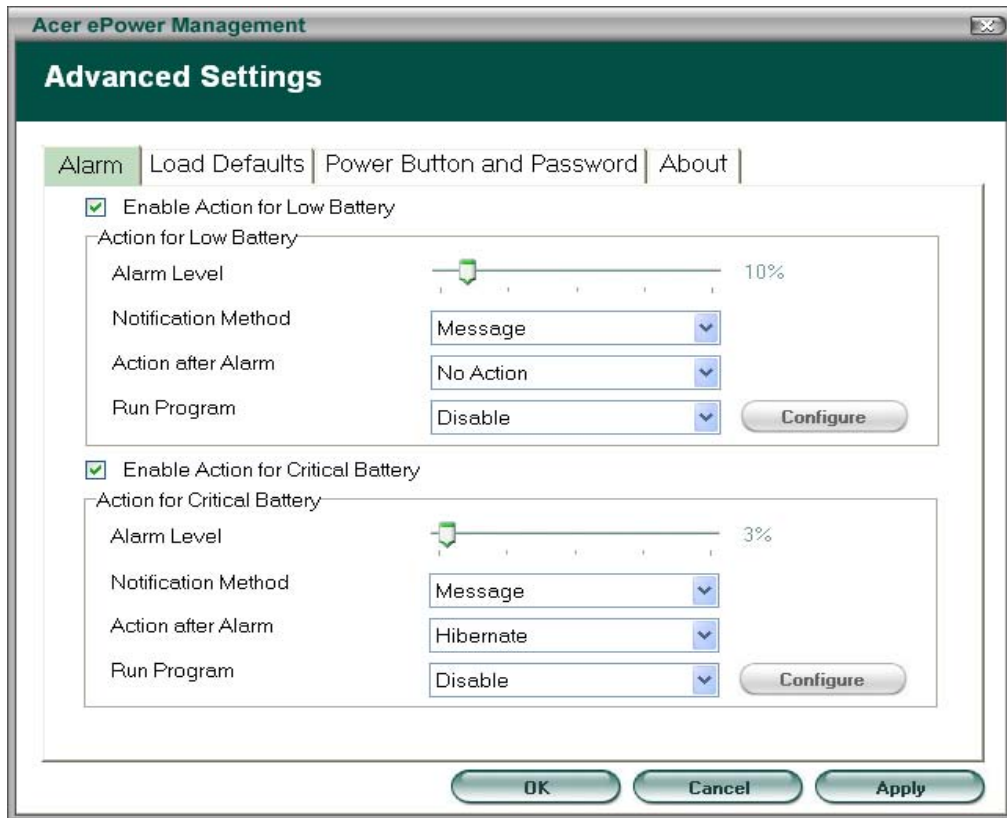 Acer ePower Management
Advanced Settings
Alarm Load Defaults Power Button and Password About
Enable Action for Low Battery
Action for Low Battery
Alarm Level 10%
Notification Method Message
Action after Alarm No Action
Run Program Disable Configure
Enable Action for Critical Battery
Action for Critical Battery
Alarm Level 3%
Notification Method Message
Action after Alarm Hibernate
Run Program Disable Configure
OK Cancel Apply